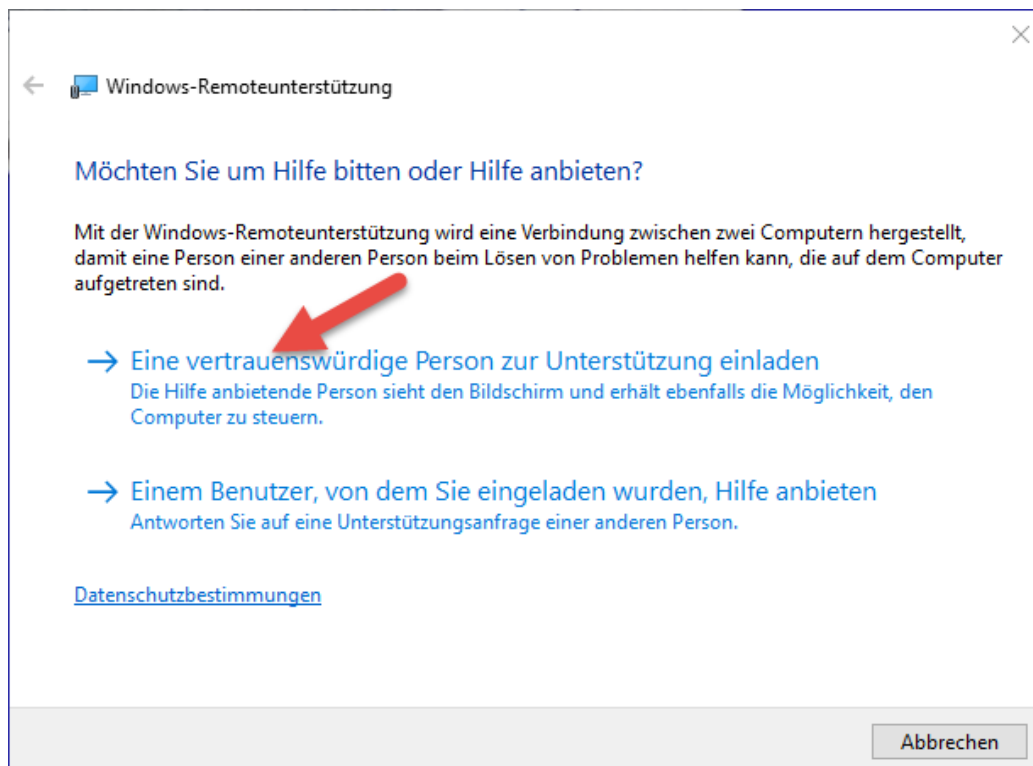 Windows-Remoteunterstützung
Möchten Sie um Hilfe bitten oder Hilfe anbieten?
Mit der Windows-Remoteunterstützung wird eine Verbindung zwischen zwei Computern hergestellt,
damit eine Person einer anderen Person beim Lösen von Problemen helfen kann, die auf dem Computer
aufgetreten sind.
Eine vertrauenswürdige Person zur Unterstützung einladen
Die Hilfe anbietende Person sieht den Bildschirm und erhält ebenfalls die Möglichkeit, den
Computer zu steuern.
Einem Benutzer, von dem Sie eingeladen wurden, Hilfe anbieten
Antworten Sie auf eine Unterstützungsanfrage einer anderen Person.
Datenschutzbestimmungen
Abbrechen